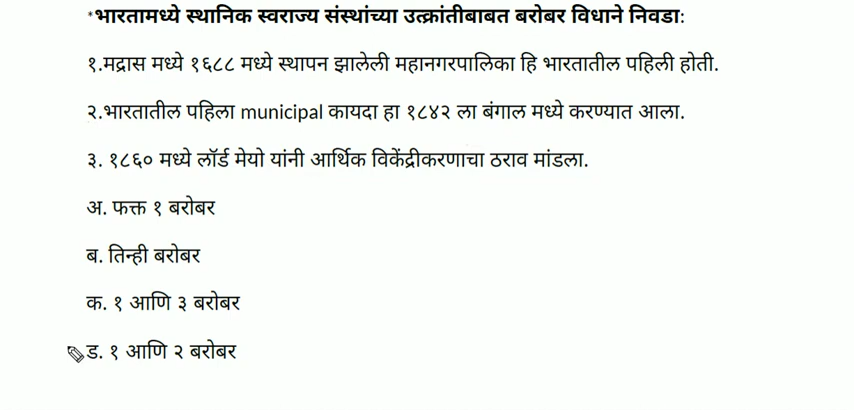 *भारतामध्ये स्थानिक स्वराज्य संस्थांच्या उत्क्रांतीबाबत बरोबर विधाने निवडा:
१.मद्रास मध्ये १६८८ मध्ये स्थापन झालेली महानगरपालिका हि भारतातील पहिली होती.
२.भारतातील पहिला municipal कायदा हा १८४२ ला बंगाल मध्ये करण्यात आला.
३. १८६० मध्ये लॉर्ड मेयो यांनी आर्थिक विकेंद्रीकरणाचा ठराव मांडला.
अ. फक्त १ बरोबर
ब. तिन्ही बरोबर
क. १ आणि ३ बरोबर
ड. १ आणि २ बरोबर